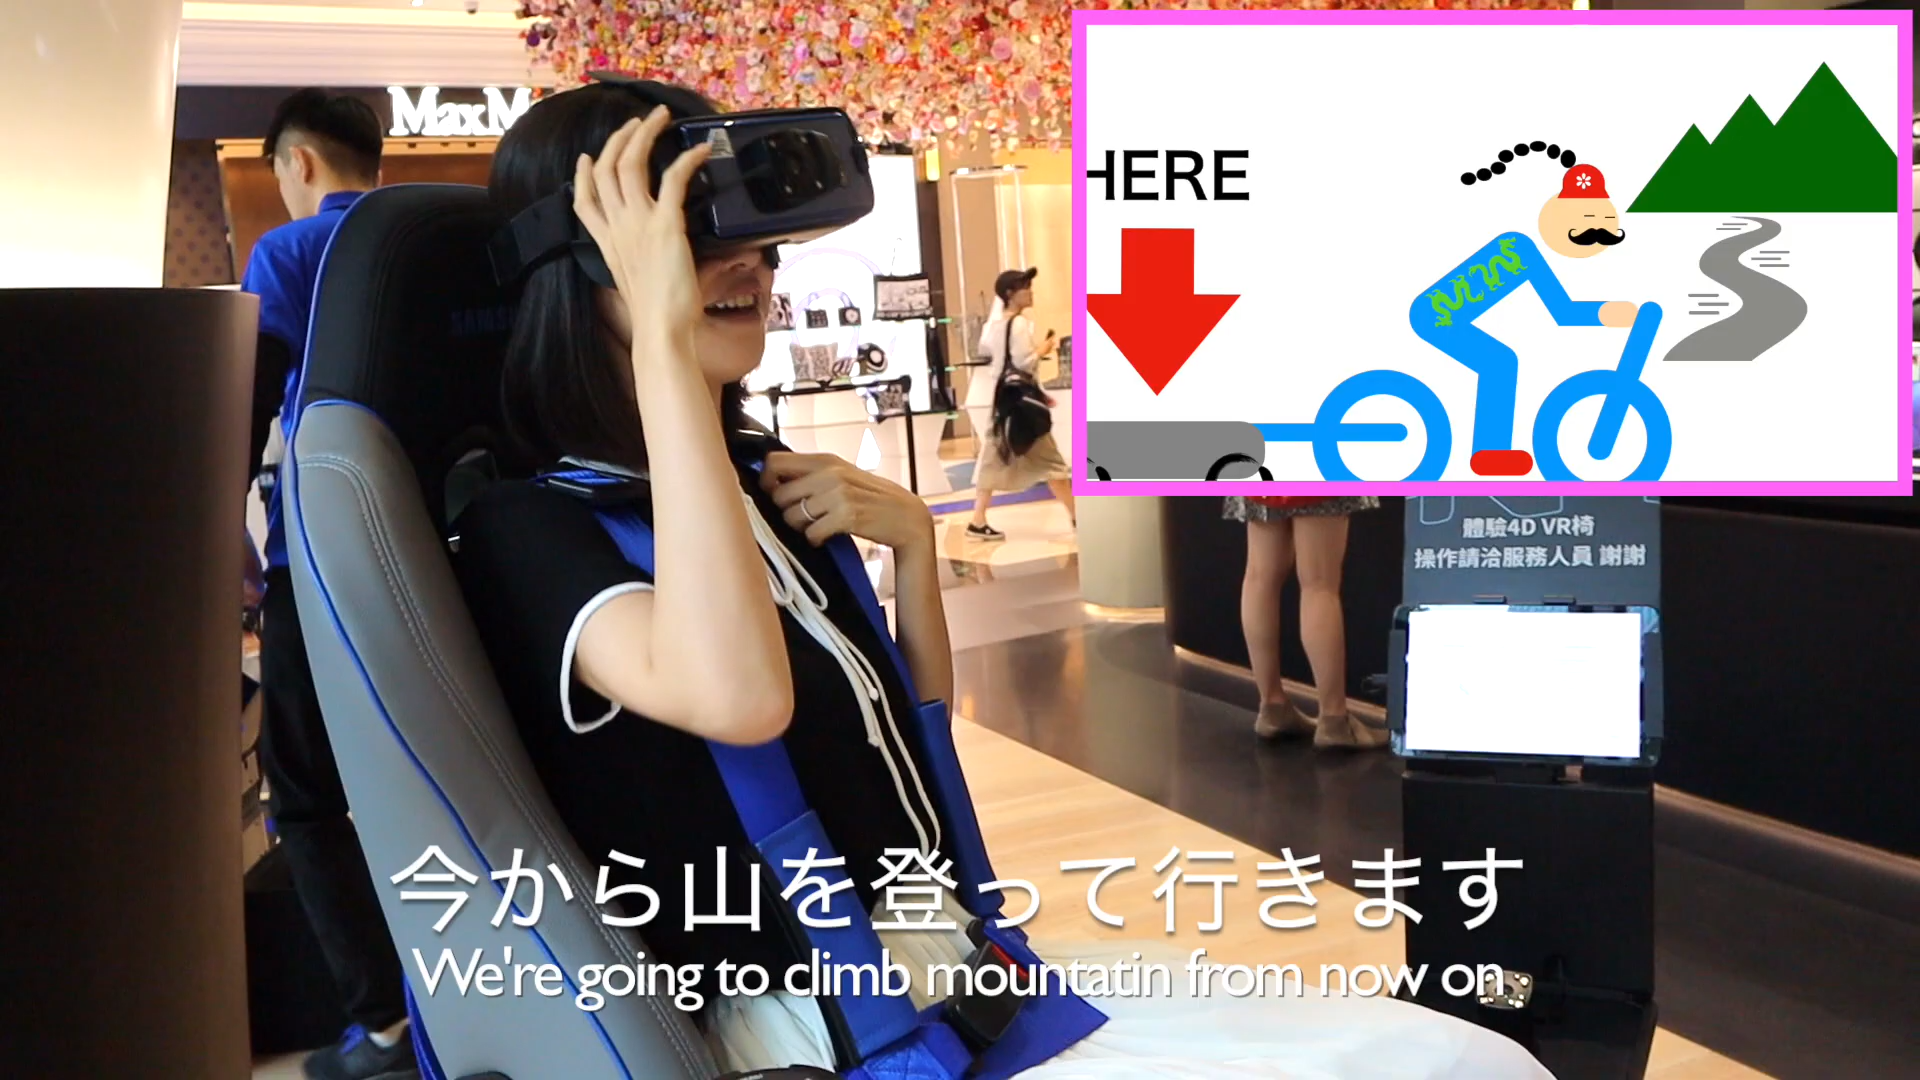 MaxM
HERE
體驗4D VR椅
操作請洽服務人員 謝謝
今から山を登って行きます
We're going to climb mountatin from now on